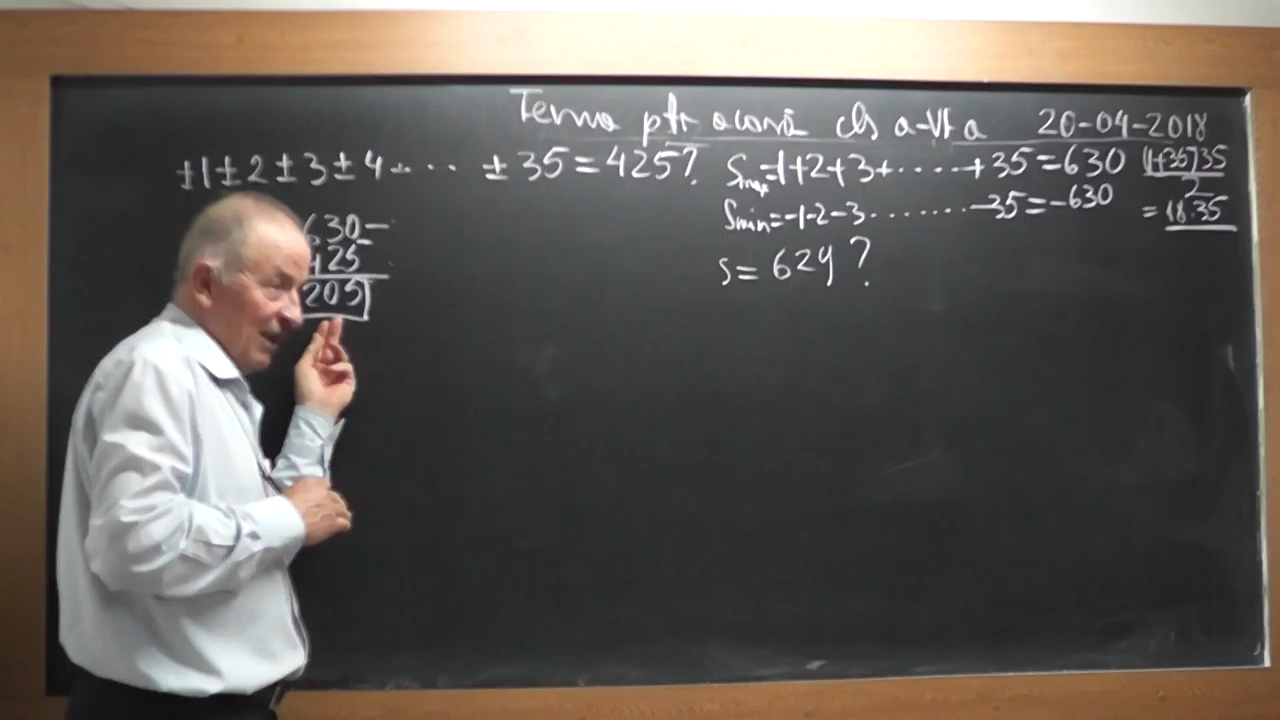 Tema ptr acasă cls a-VI a 20-04-2018
±1±2±3±4 ... ±35=425?
Smax=1+2+3+.....+35=630
(1+35)35
2
=18.35
Smin=-1-2-3.......-35=-630
S=629?
630-
425
205